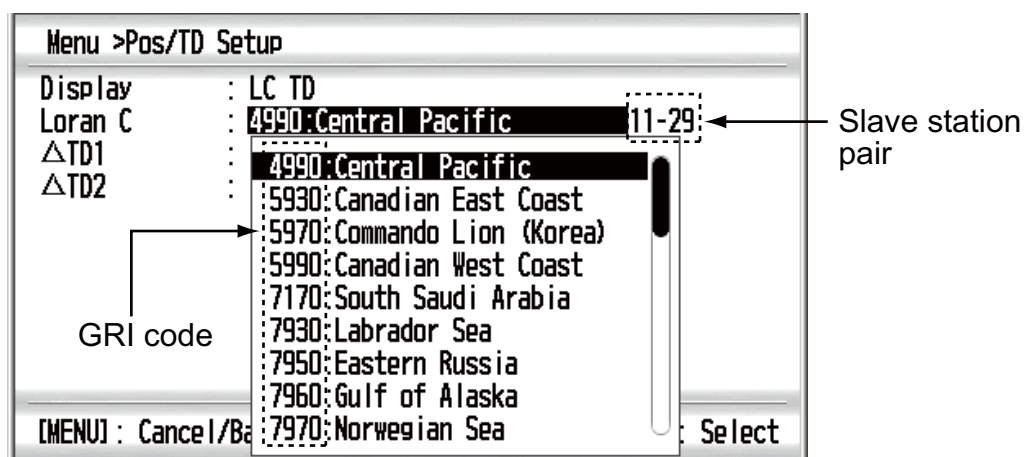 Menu >Pos/TD Setup
Display : LC TD
Loran C : 4990:Central Pacific 11-29
Slave station
pair
△TD1 :
△TD2 :
4990:Central Pacific
5930:Canadian East Coast
5970:Commando Lion (Korea)
5990:Canadian West Coast
7170:South Saudi Arabia
7930:Labrador Sea
7950:Eastern Russia
7960:Gulf of Alaska
7970:Norwegian Sea
GRI code
[MENU]: Cancel/Ba : Select